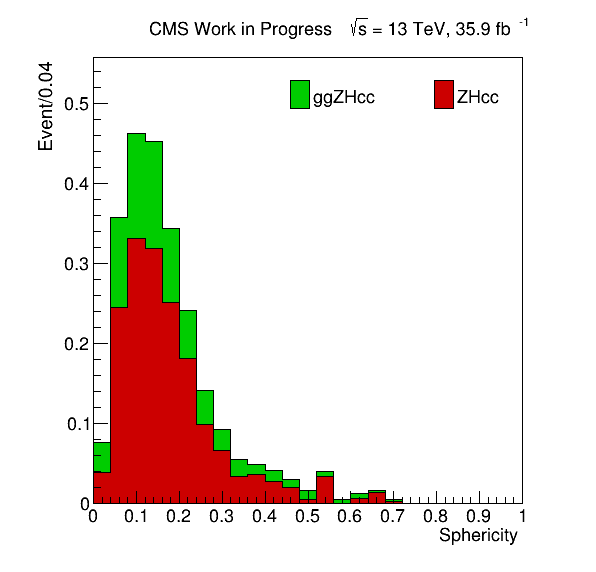 CMS Work in Progress √s = 13 TeV, 35.9 fb ⁻¹
Event/0.04
ggZHcc ZHcc
0.5
0.4
0.3
0.2
0.1
0
0 0.1 0.2 0.3 0.4 0.5 0.6 0.7 0.8 0.9 1
Sphericity